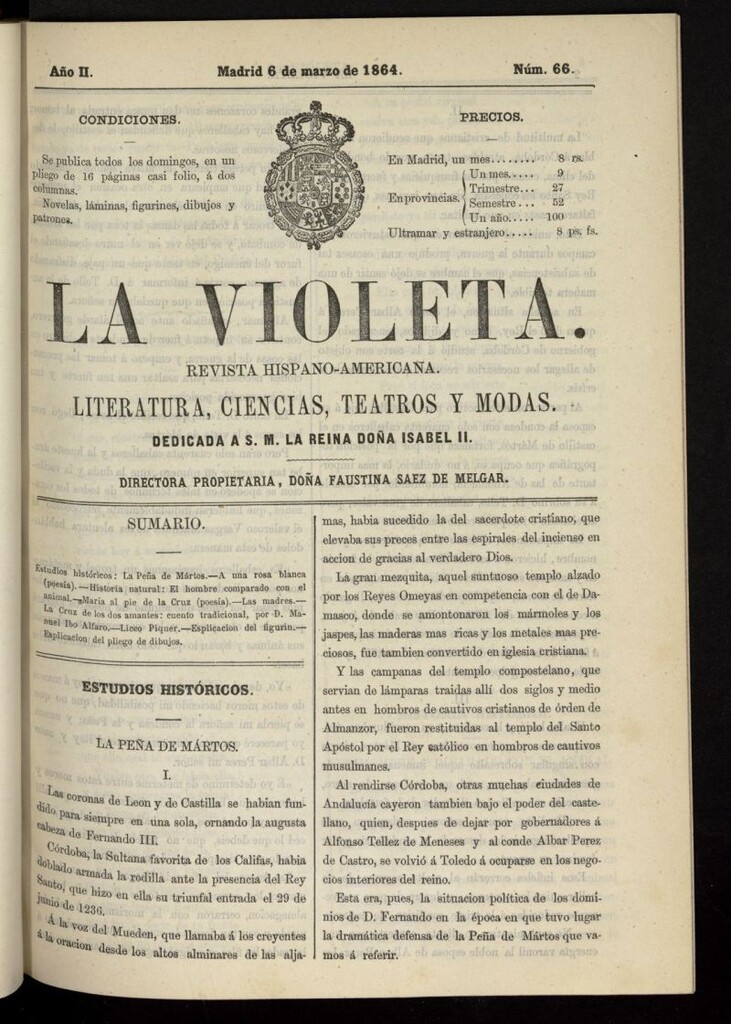 Año II.
Madrid 6 de marzo de 1864.
Núm. 66.
CONDICIONES.
Se publica todos los domingos, en un
pliego de 16 páginas casi folio, á dos
columnas.
Novelas, láminas, figurines, dibujos y
patrones.
PRECIOS.
En Madrid, un mes........ 8 rs.
En provincias. Un mes..... 9
Trimestre... 27
Semestre... 52
Un año..... 100
Ultramar y estranjero..... 8 ps. fs.
LA VIOLETA.
REVISTA HISPANO-AMERICANA.
LITERATURA, CIENCIAS, TEATROS Y MODAS.
DEDICADA A S. M. LA REINA DOÑA ISABEL II.
DIRECTORA PROPIETARIA, DOÑA FAUSTINA SAEZ DE MELGAR.
SUMARIO.
Estudios históricos: La Peña de Mártos.—A una rosa blanca
(poesía).—Historia natural: El hombre comparado con el
animal.—María al pie de la Cruz (poesía).—Las madres.—
La Cruz de los dos amantes: cuento tradicional, por D. Ma-
nuel Ibo Alfaro.—Liceo Piquer.—Esplicacion del figurin.—
Esplicacion del pliego de dibujos.
ESTUDIOS HISTÓRICOS.
LA PEÑA DE MÁRTOS.
I.
Las coronas de Leon y de Castilla se habian fun-
dido para siempre en una sola, ornando la augusta
cabeza de Fernando III.
Córdoba, la Sultana favorita de los Califas, habia
doblado armada la rodilla ante la presencia del Rey
Santo, que hizo en ella su triunfal entrada el 29 de
junio de 1236.
Á la voz del Mueden, que llamaba á los creyentes
á la oracion desde los altos alminares de las alja-
mas, habia sucedido la del sacerdote cristiano, que
elevaba sus preces entre las espirales del incienso en
accion de gracias al verdadero Dios.
La gran mezquita, aquel suntuoso templo alzado
por los Reyes Omeyas en competencia con el de Da-
masco, donde se amontonaron los mármoles y los
jaspes, las maderas mas ricas y los metales mas pre-
ciosos, fue tambien convertido en iglesia cristiana.
Y las campanas del templo compostelano, que
servian de lámparas traidas allí dos siglos y medio
antes en hombros de cautivos cristianos de órden de
Almanzor, fueron restituidas al templo del Santo
Apóstol por el Rey católico en hombros de cautivos
musulmanes.
Al rendirse Córdoba, otras muchas ciudades de
Andalucía cayeron tambien bajo el poder del caste-
llano, quien, despues de dejar por gobernadores á
Alfonso Tellez de Meneses y al conde Albar Perez
de Castro, se volvió á Toledo á ocuparse en los nego-
cios interiores del reino.
Esta era, pues, la situacion política de los domi-
nios de D. Fernando en la época en que tuvo lugar
la dramática defensa de la Peña de Mártos que va-
mos á referir.